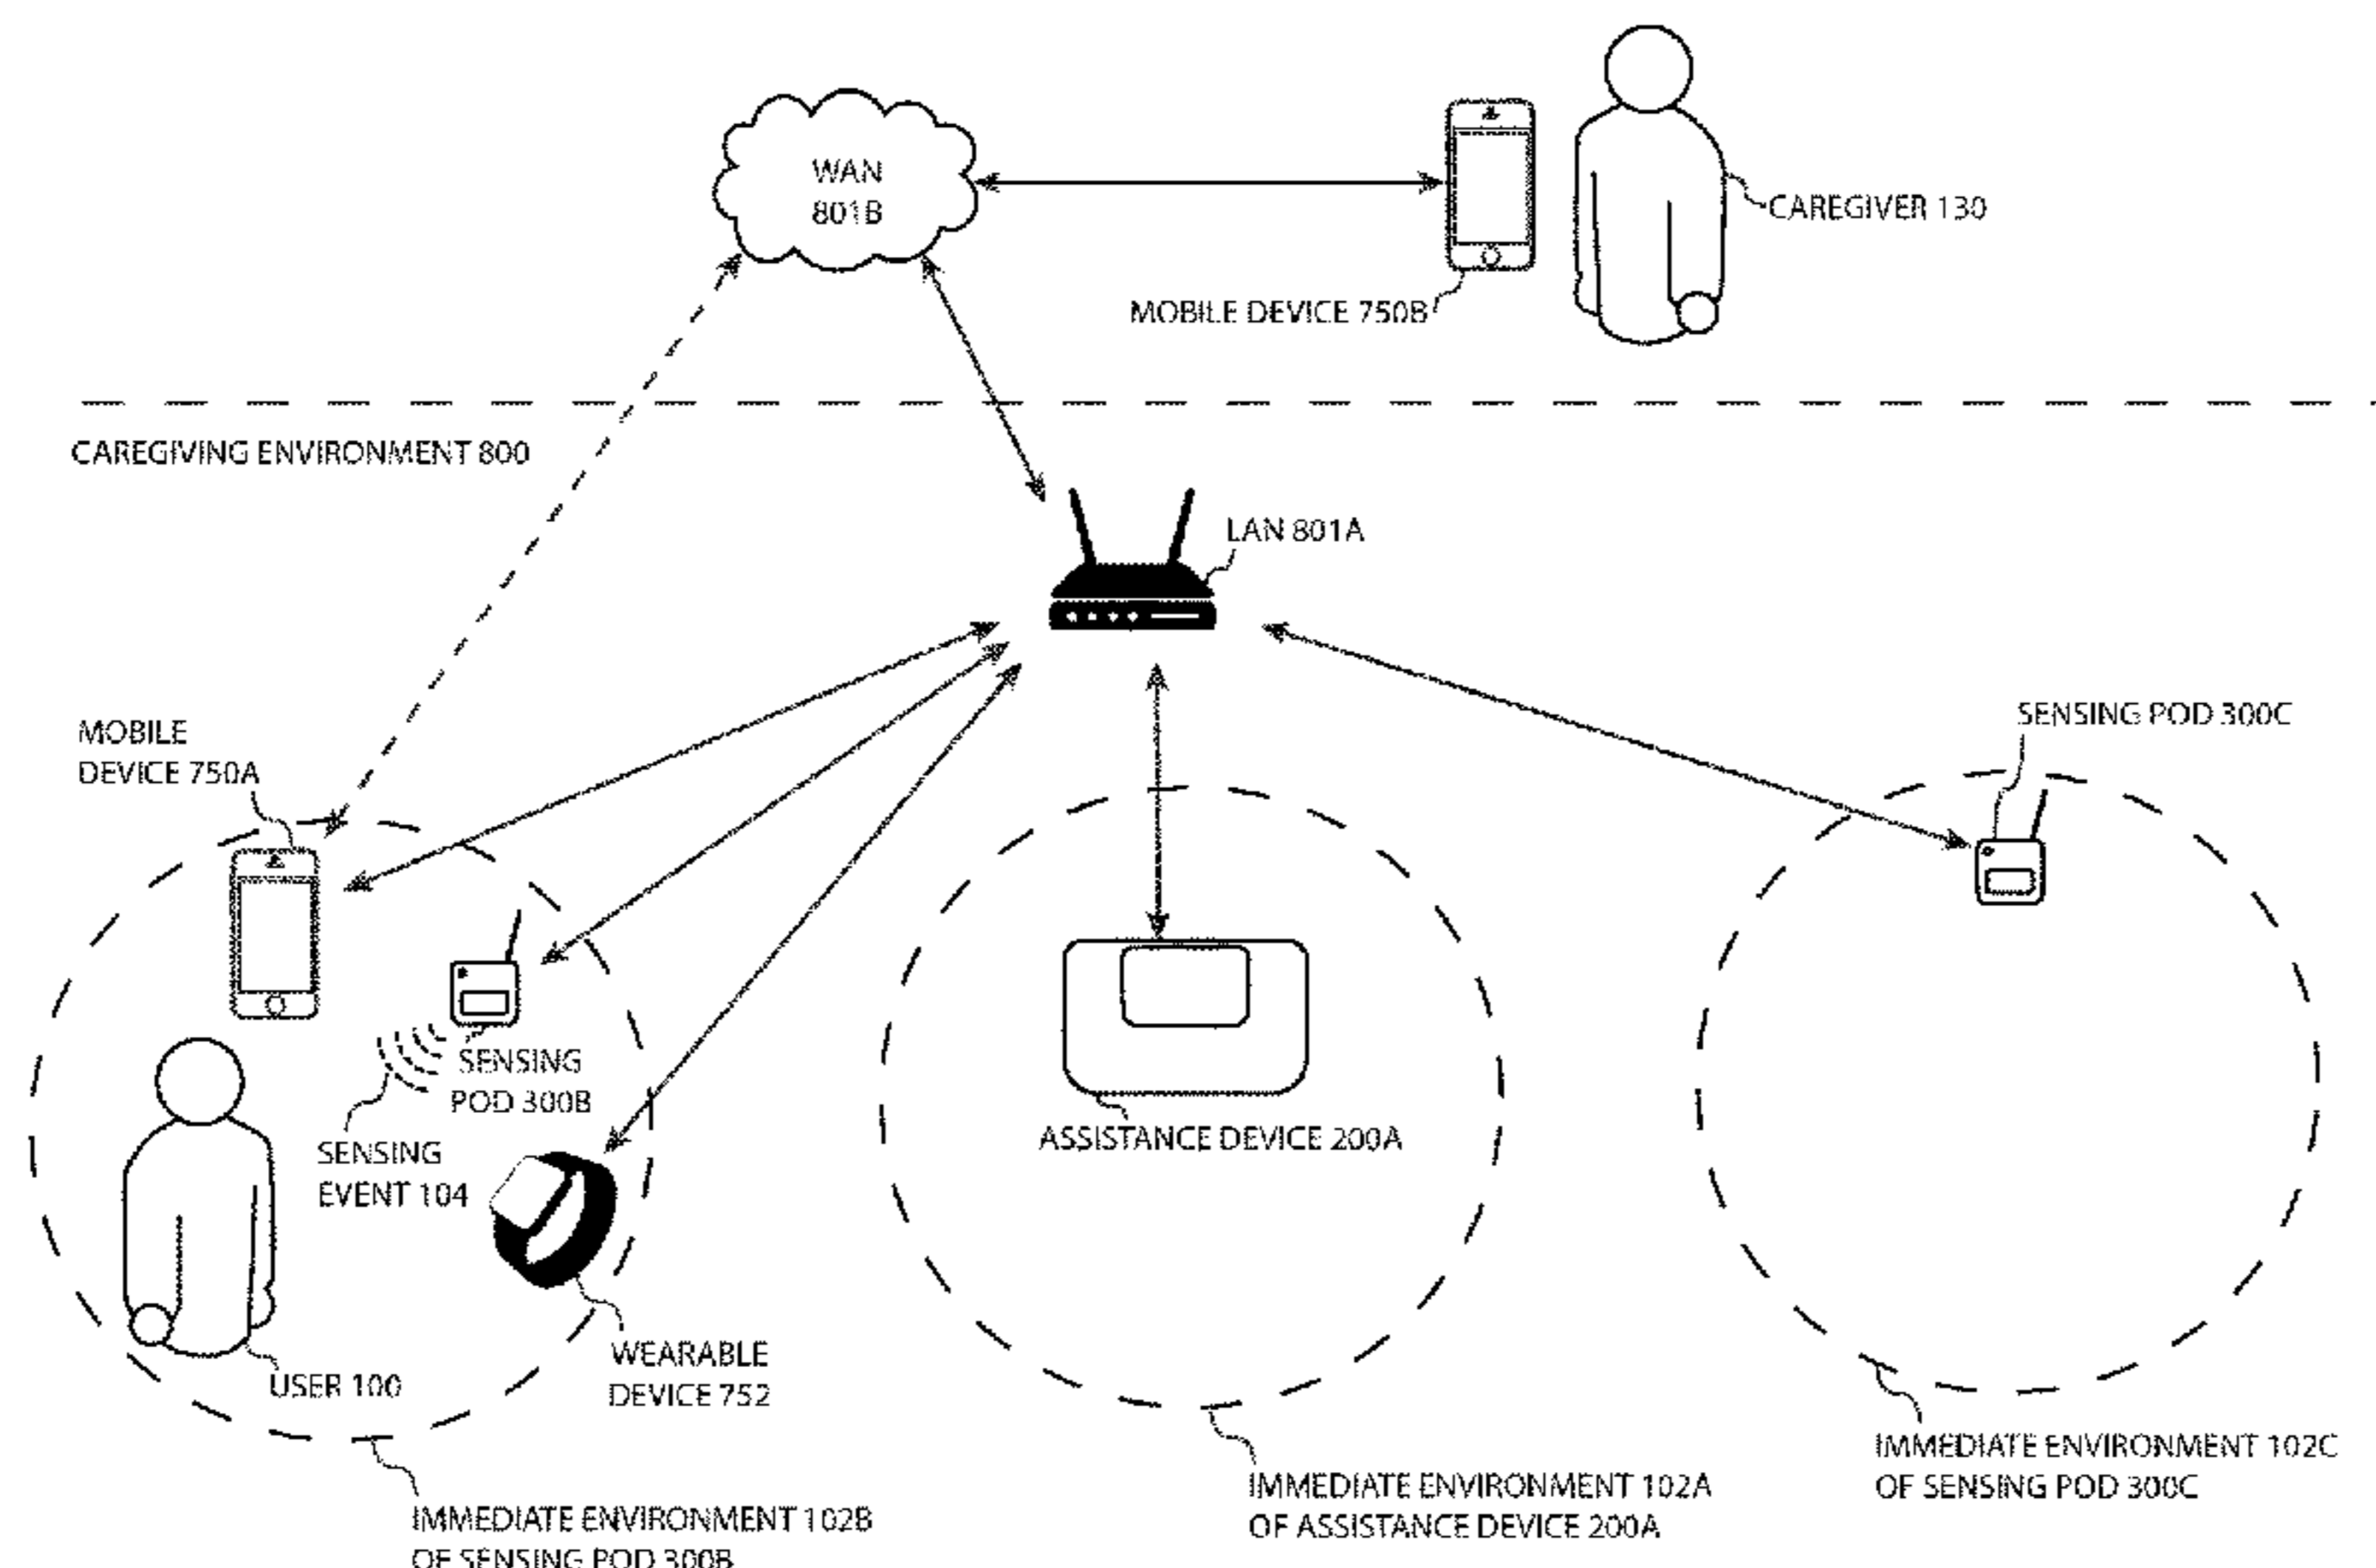 WAN
801B
CAREGIVER 130
MOBILE DEVICE 750B
CAREGIVING ENVIRONMENT 800
LAN 801A
SENSING POD 300C
MOBILE
DEVICE 750A
SENSING
POD 300B
SENSING
EVENT 104
ASSISTANCE DEVICE 200A
WEARABLE
DEVICE 752
USER 100
IMMEDIATE ENVIRONMENT 102C
OF SENSING POD 300C
IMMEDIATE ENVIRONMENT 102A
OF ASSISTANCE DEVICE 200A
IMMEDIATE ENVIRONMENT 102B
OF SENSING POD 300B